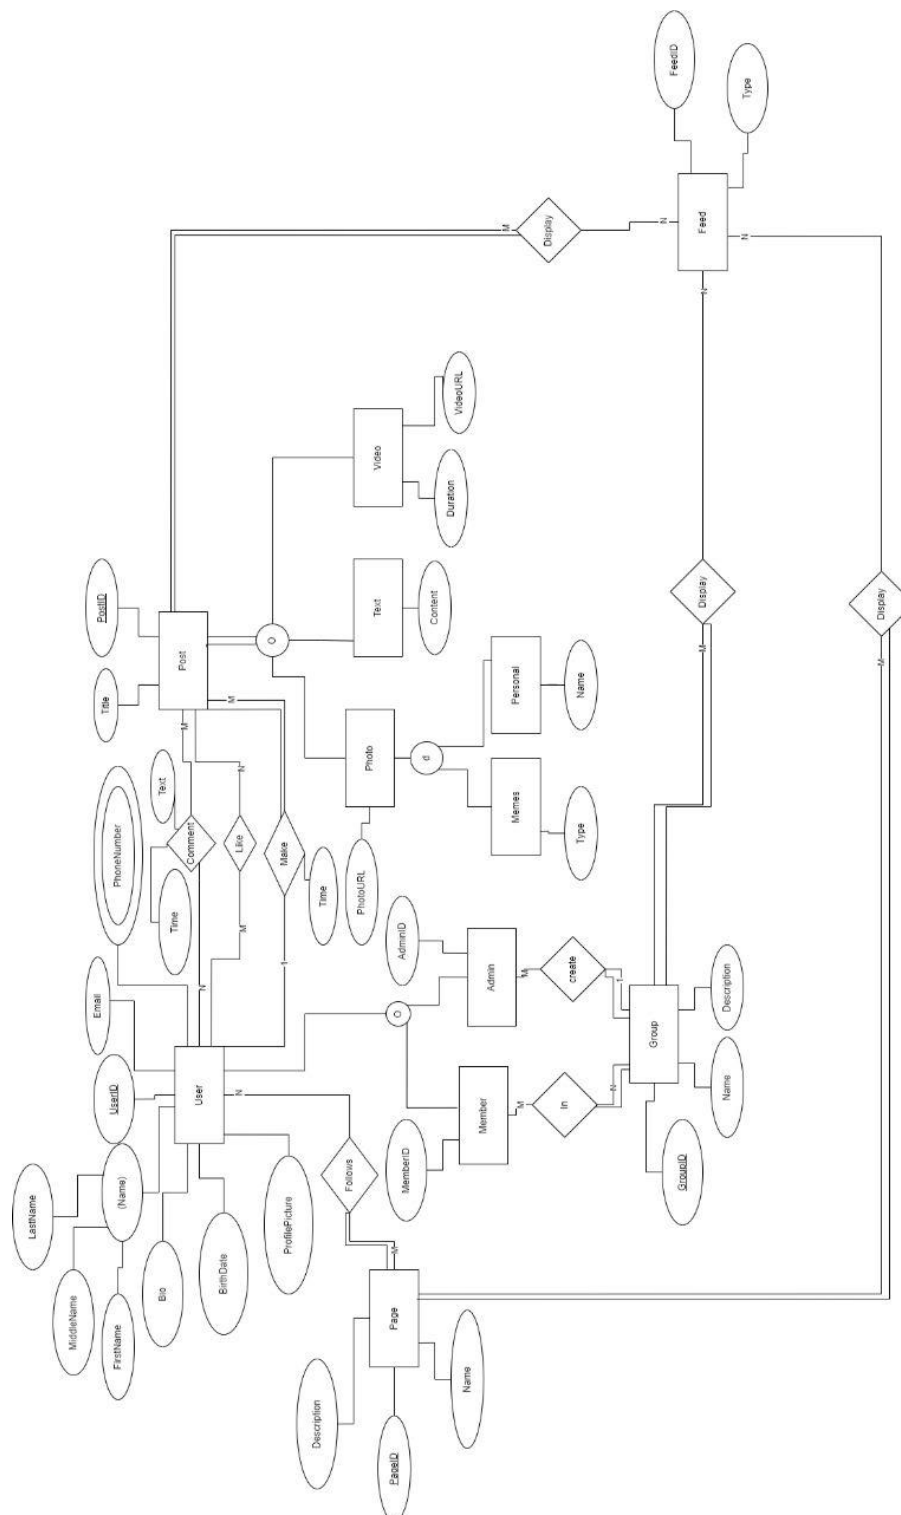 LastName
MiddleName
FirstName
(Name)
Bio
BirthDate
ProfilePicture
UserID
Email
PhoneNumber
User
Time
Text
Comment
M
N
Like
N
M
Make
M
1
Time
Title
PostID
Post
O
Video
Duration
VideoURL
Text
Content
Photo
PhotoURL
d
Memes
Type
Personal
Name
Display
M
N
Feed
FeedID
Type
Follows
N
M
Page
Description
PageID
Name
O
Member
MemberID
Admin
AdminID
M
In
N
M
create
1
Group
GroupID
Name
Description
M
Display
N
M
Display
N